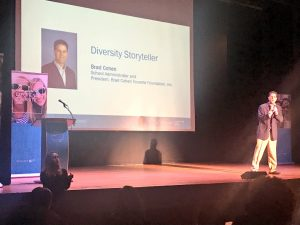 Diversity Storyteller
Brad Cohen
School Administrator and
President, Brad Cohen Tourette Foundation, Inc.